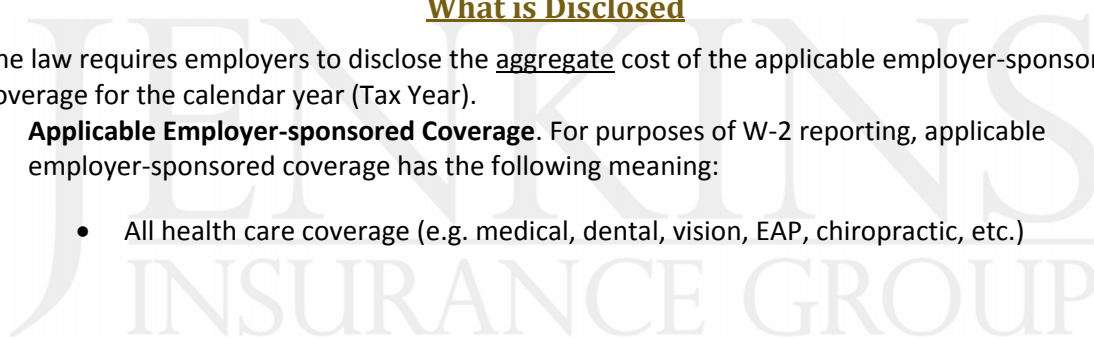 What is Disclosed
he law requires employers to disclose the aggregate cost of the applicable employer-sponsor
overage for the calendar year (Tax Year).
Applicable Employer-sponsored Coverage. For purposes of W-2 reporting, applicable
employer-sponsored coverage has the following meaning:
• All health care coverage (e.g. medical, dental, vision, EAP, chiropractic, etc.)
JENKINS
INSURANCE GROUP